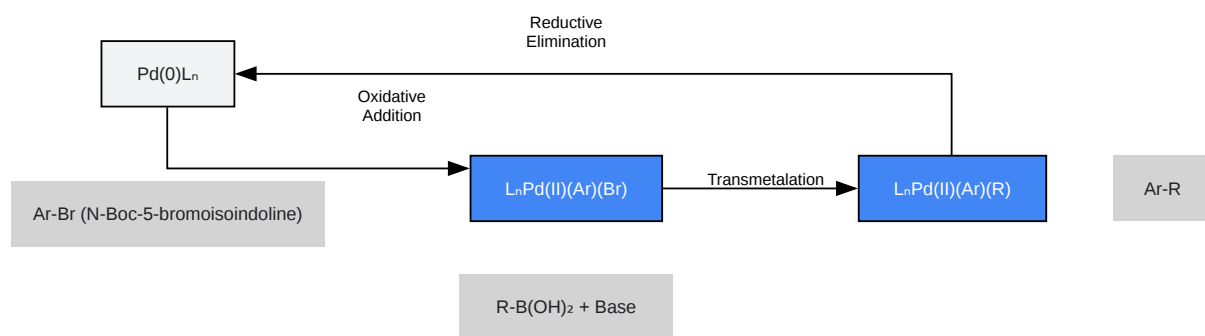 Reductive
Elimination
Pd(0)Lₙ
Oxidative
Addition
LₙPd(II)(Ar)(Br)
Transmetalation
LₙPd(II)(Ar)(R)
Ar-R
Ar-Br (N-Boc-5-bromoisoindoline)
R-B(OH)₂ + Base